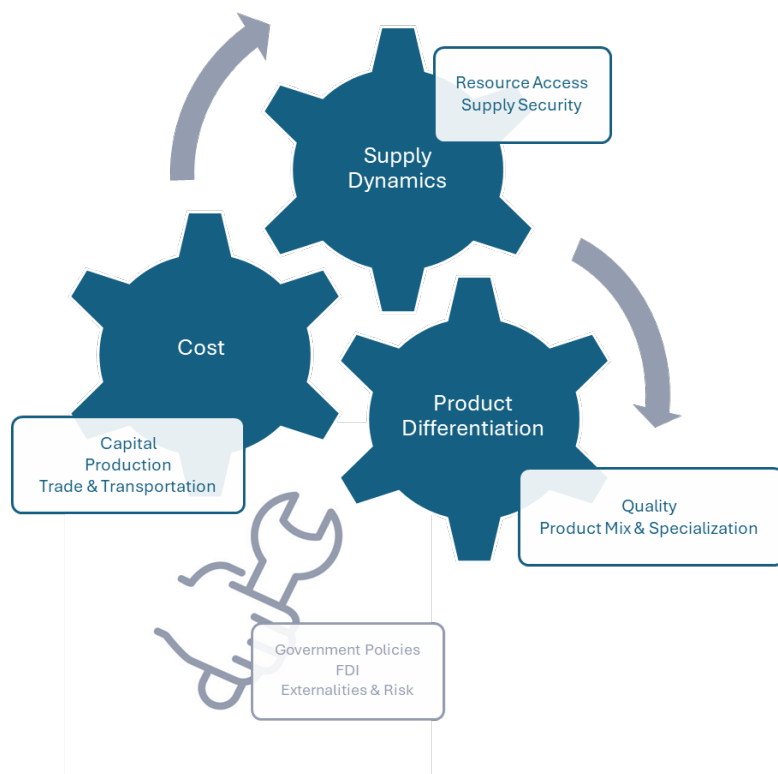 Resource Access
Supply Security
Supply
Dynamics
Cost
Product
Differentiation
Capital
Production
Trade & Transportation
Quality
Product Mix & Specialization
Government Policies
FDI
Externalities & Risk